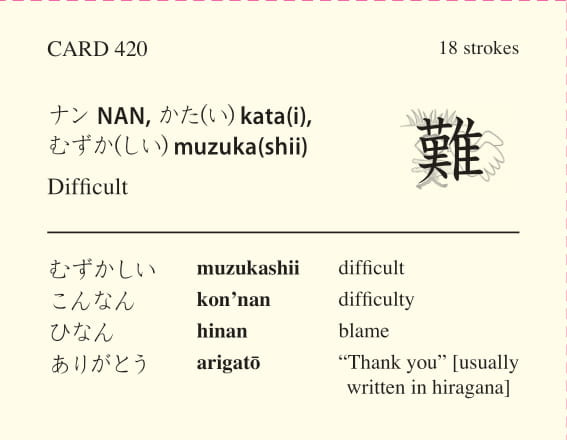 CARD 420 18 strokes
ナン NAN, かた(い) kata(i),
むずか(しい) muzuka(shii)
難
Difficult
むずかしい muzukashii difficult
こんなん kon’nan difficulty
ひなん hinan blame
ありがとう arigatō “Thank you” [usually
written in hiragana]